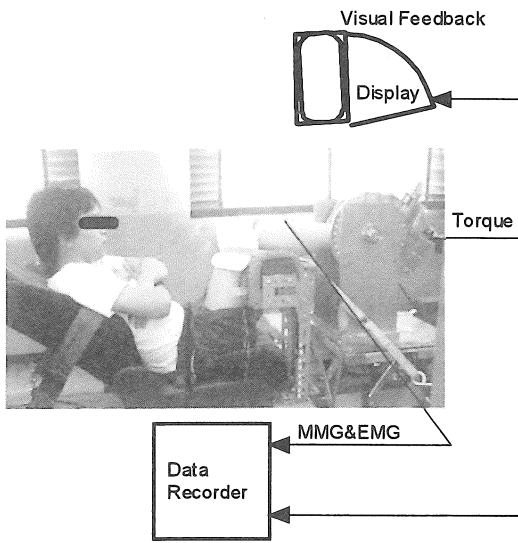 Visual Feedback
Display
Torque
MMG&EMG
Data
Recorder